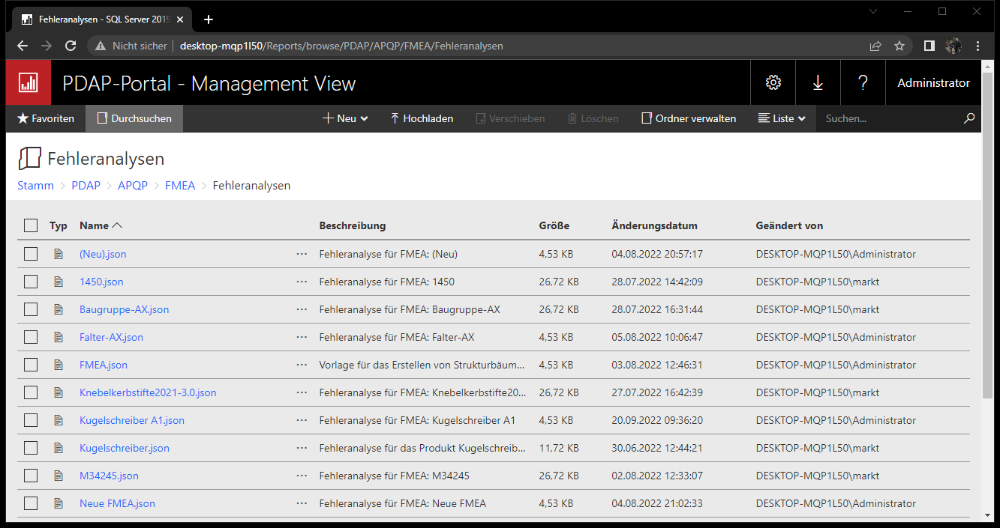 Fehleranalysen - SQL Server 2019
Nicht sicher desktop-mqp1l50/Reports/browse/PDAP/APQP/FMEA/Fehleranalysen
PDAP-Portal - Management View ? Administrator
Favoriten Durchsuchen Neu Hochladen Verschieben Löschen Ordner verwalten Liste Suchen...
Fehleranalysen
Stamm > PDAP > APQP > FMEA > Fehleranalysen
Typ Name Beschreibung Größe Änderungsdatum Geändert von
(Neu).json ... Fehleranalyse für FMEA: (Neu) 4,53 KB 04.08.2022 20:57:17 DESKTOP-MQP1L50\Administrator
1450.json ... Fehleranalyse für FMEA: 1450 26,72 KB 28.07.2022 14:42:09 DESKTOP-MQP1L50\markt
Baugruppe-AX.json ... Fehleranalyse für FMEA: Baugruppe-AX 26,72 KB 28.07.2022 16:31:44 DESKTOP-MQP1L50\markt
Falter-AX.json ... Fehleranalyse für FMEA: Falter-AX 4,53 KB 05.08.2022 10:06:47 DESKTOP-MQP1L50\Administrator
FMEA.json ... Vorlage für das Erstellen von Strukturbäum... 4,53 KB 03.08.2022 12:46:31 DESKTOP-MQP1L50\Administrator
Knebelkerbstifte2021-3.0.json ... Fehleranalyse für FMEA: Knebelkerbstifte20... 26,72 KB 27.07.2022 16:42:39 DESKTOP-MQP1L50\markt
Kugelschreiber A1.json ... Fehleranalyse für FMEA: Kugelschreiber A1 4,53 KB 20.09.2022 09:36:20 DESKTOP-MQP1L50\Administrator
Kugelschreiber.json ... Fehleranalyse für das Produkt Kugelschreib... 11,72 KB 30.06.2022 12:44:21 DESKTOP-MQP1L50\markt
M34245.json ... Fehleranalyse für FMEA: M34245 26,72 KB 02.08.2022 12:33:07 DESKTOP-MQP1L50\markt
Neue FMEA.json ... Fehleranalyse für FMEA: Neue FMEA 4,53 KB 04.08.2022 21:02:33 DESKTOP-MQP1L50\Administrator